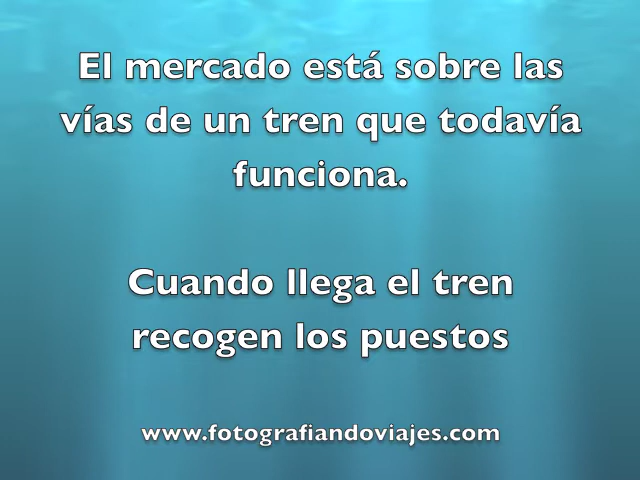 El mercado está sobre las
vías de un tren que todavía
funciona.
Cuando llega el tren
recogen los puestos
www.fotografiandoviajes.com